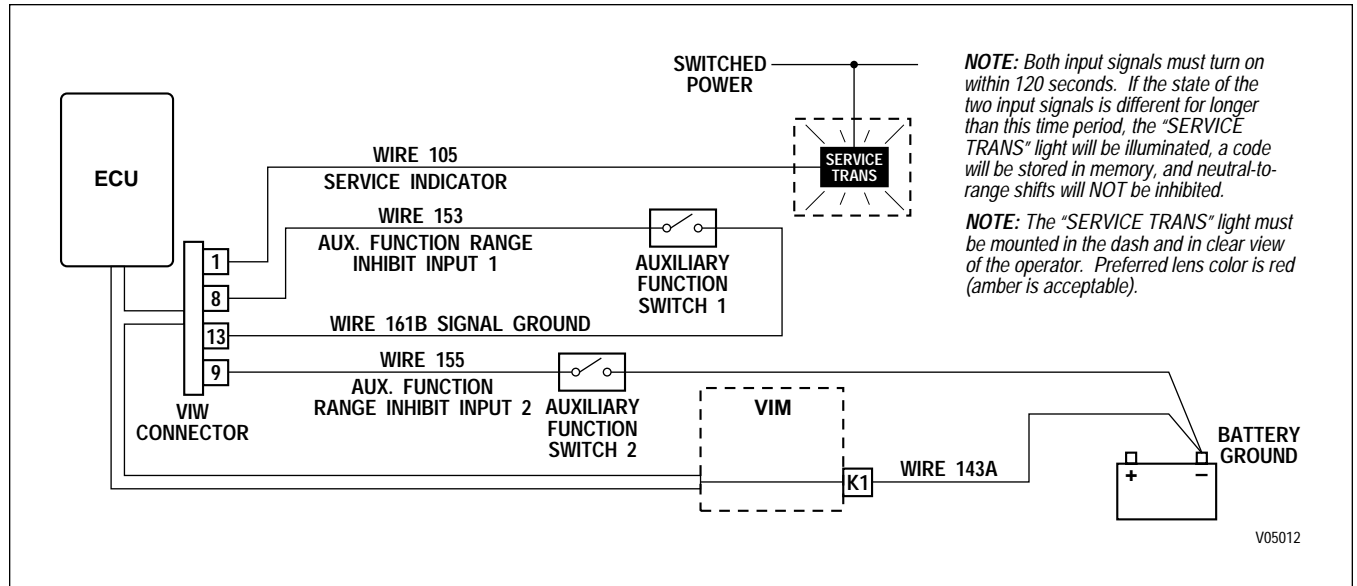 SWITCHED
POWER
NOTE: Both input signals must turn on
within 120 seconds. If the state of the
two input signals is different for longer
than this time period, the “SERVICE
TRANS” light will be illuminated, a code
will be stored in memory, and neutral-to-
range shifts will NOT be inhibited.
NOTE: The “SERVICE TRANS” light must
be mounted in the dash and in clear view
of the operator. Preferred lens color is red
(amber is acceptable).
ECU
WIRE 105
SERVICE INDICATOR
SERVICE
TRANS
WIRE 153
AUX. FUNCTION RANGE
INHIBIT INPUT 1
AUXILIARY
FUNCTION
SWITCH 1
1
8
13
9
WIRE 161B SIGNAL GROUND
WIRE 155
AUX. FUNCTION
RANGE INHIBIT INPUT 2
AUXILIARY
FUNCTION
SWITCH 2
VIW
CONNECTOR
VIM
K1
WIRE 143A
BATTERY
GROUND
+
–
V05012